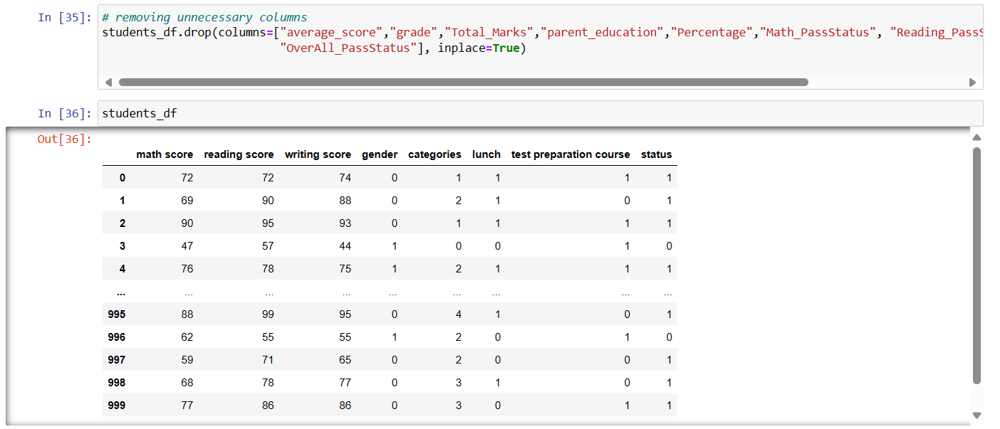 In [35]: # removing unnecessary columns
students_df.drop(columns=["average_score","grade","Total_Marks","parent_education","Percentage","Math_PassStatus", "Reading_PassS
"OverAll_PassStatus"], inplace=True)
In [36]: students_df
Out[36]:
math score reading score writing score gender categories lunch test preparation course status
0 72 72 74 0 1 1 1 1
1 69 90 88 0 2 1 0 1
2 90 95 93 0 1 1 1 1
3 47 57 44 1 0 0 1 0
4 76 78 75 1 2 1 1 1
... ... ... ... ... ... ... ... ...
995 88 99 95 0 4 1 0 1
996 62 55 55 1 2 0 1 0
997 59 71 65 0 2 0 0 1
998 68 78 77 0 3 1 0 1
999 77 86 86 0 3 0 1 1